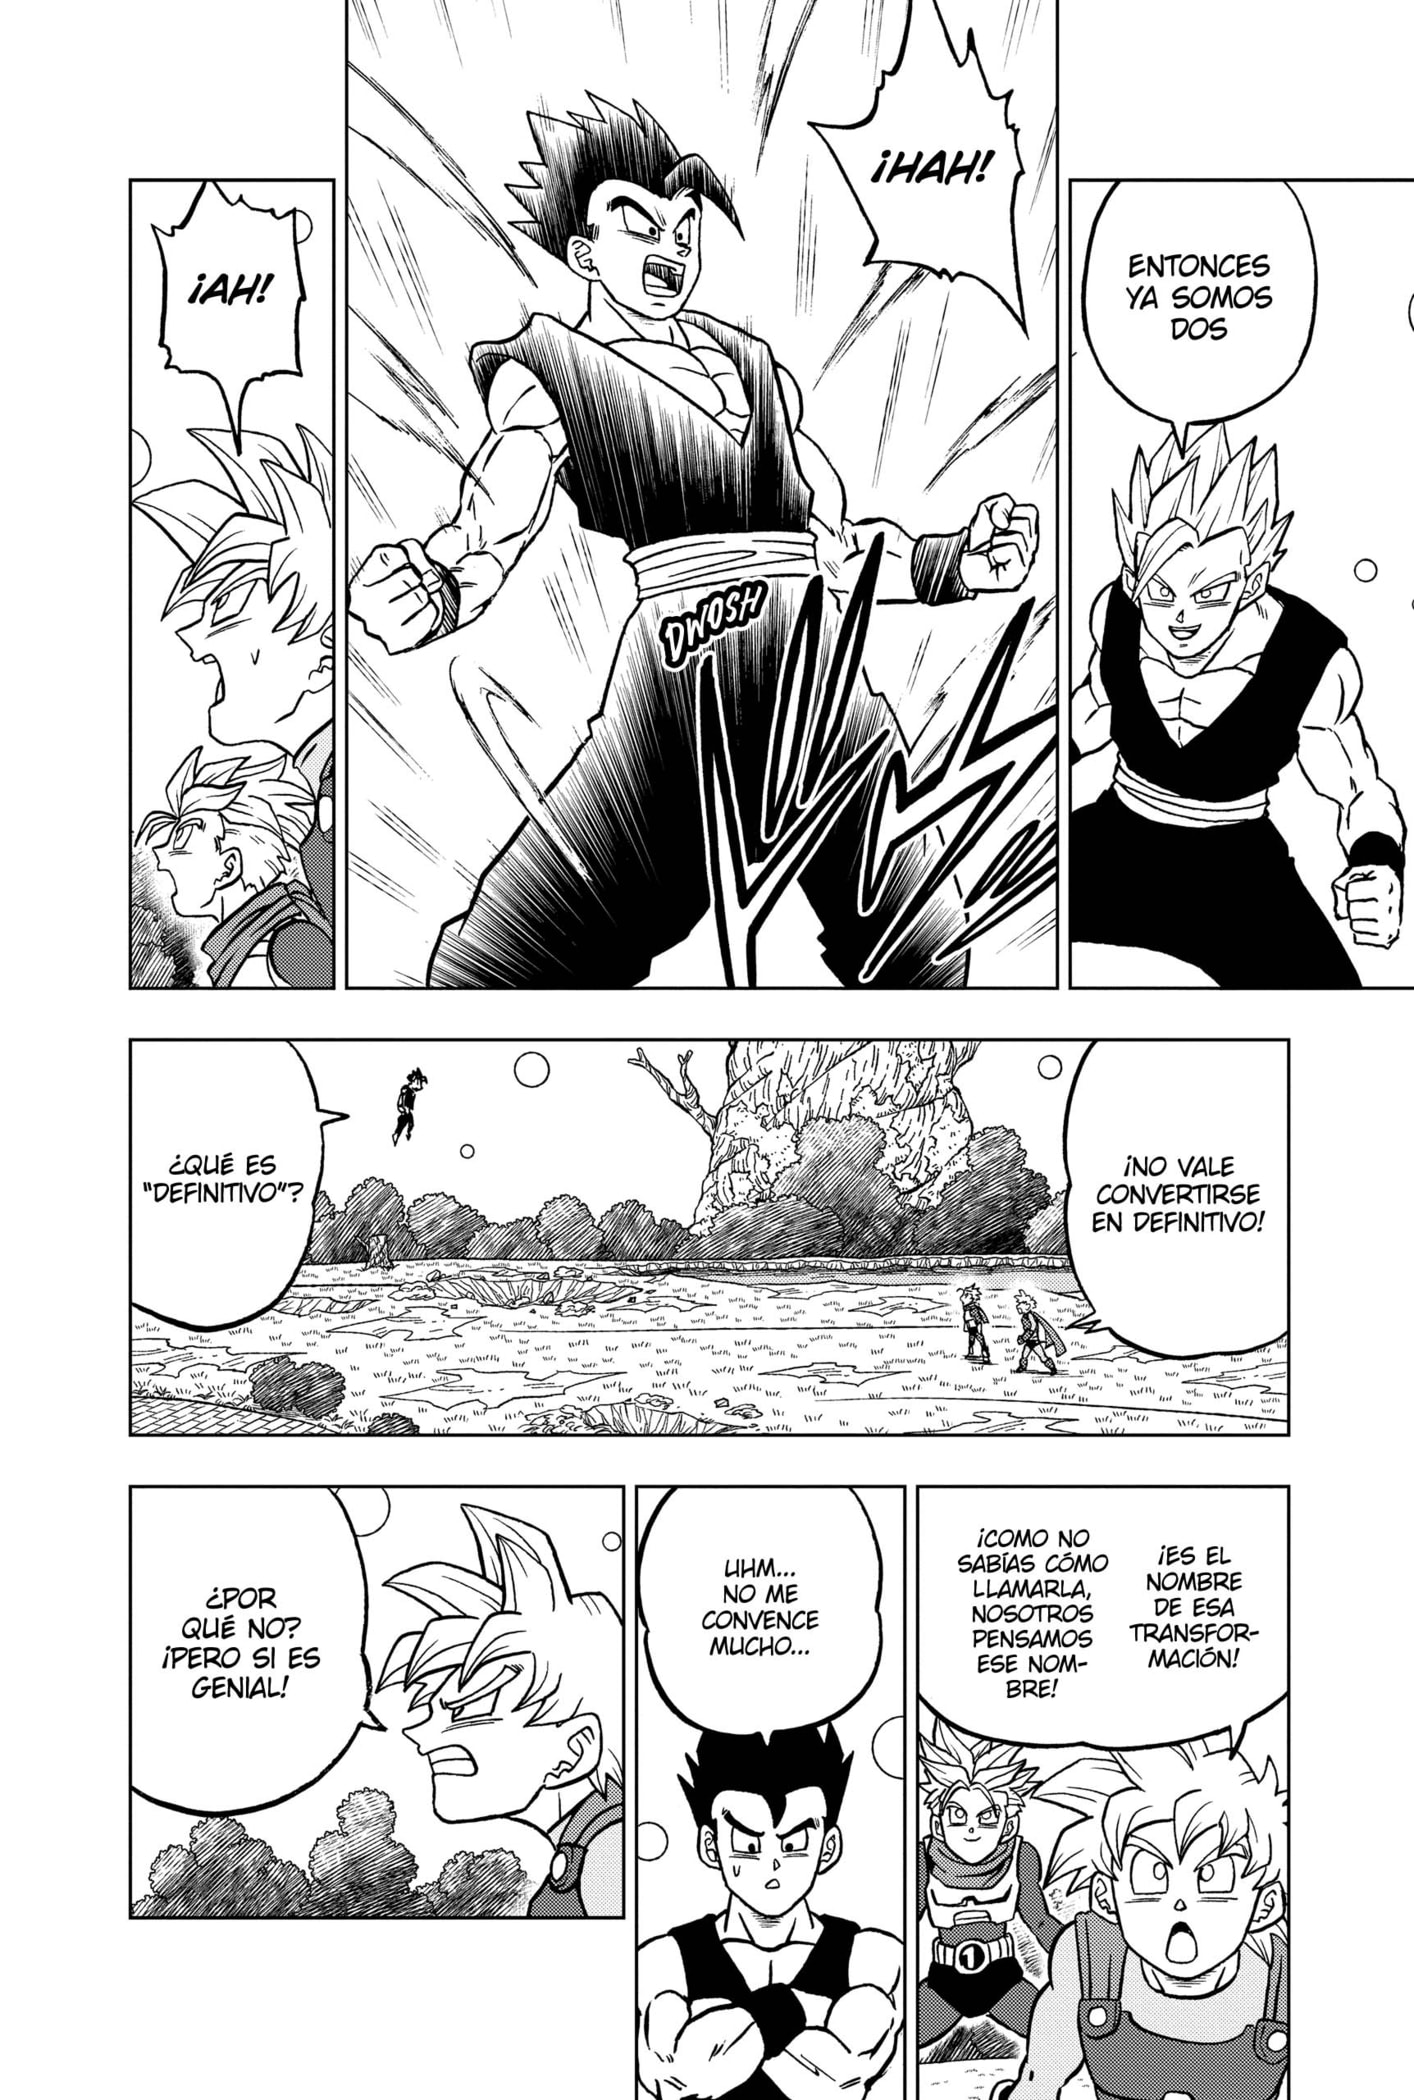 ENTONCES
YA SOMOS
DOS
¡HAH!
DWOSH
¡AH!
¡NO VALE
CONVERTIRSE
EN DEFINITIVO!
¿QUÉ ES
"DEFINITIVO"?
¡ES EL
NOMBRE
DE ESA
TRANSFOR-
MACIÓN!
¡COMO NO
SABÍAS CÓMO
LLAMARLA,
NOSOTROS
PENSAMOS
ESE NOM-
BRE!
1
UHM...
NO ME
CONVENCE
MUCHO...
¿POR
QUÉ NO?
¡PERO SI ES
GENIAL!